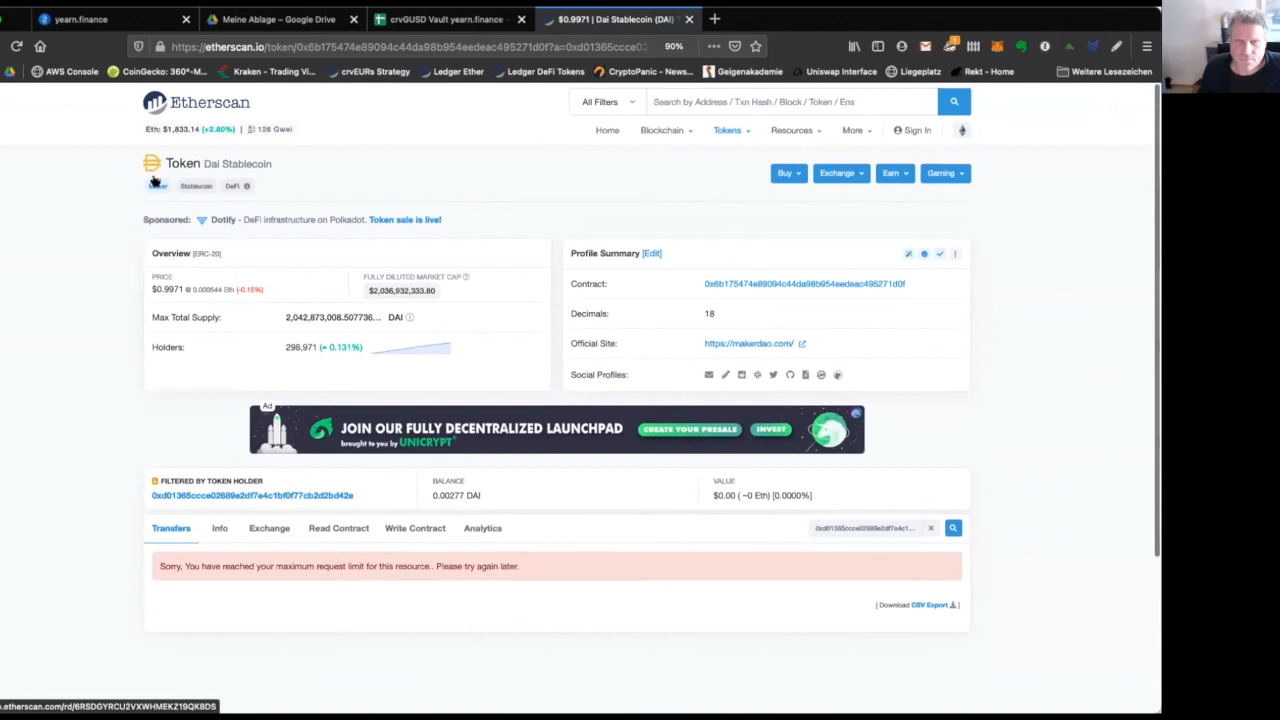 yearn.finance
Meine Ablage – Google Drive
crvGUSD Vault yearn.finance -
$0.9971 | Dai Stablecoin (DAI)
https://etherscan.io/token/0x6b175474e89094c44da98b954eedeac495271d0f?a=0xd01365ccce02
90%
AWS Console
CoinGecko: 360°-M...
Kraken - Trading Vi...
crvEURs Strategy
Ledger Ether
Ledger DeFi Tokens
CryptoPanic - News...
Geigenakademie
Uniswap Interface
Liegeplatz
Rekt - Home
Weitere Lesezeichen
Etherscan
All Filters
Search by Address / Txn Hash / Block / Token / Ens
Eth: $1,833.14 (+2.80%) | 126 Gwei
Home
Blockchain
Tokens
Resources
More
Sign In
Token Dai Stablecoin
Stablecoin
DeFi
Buy
Exchange
Earn
Gaming
Sponsored: Dotify - DeFi infrastructure on Polkadot. Token sale is live!
Overview [ERC-20]
PRICE
$0.9971 @ 0.000544 Eth (-0.15%)
FULLY DILUTED MARKET CAP
$2,036,932,333.80
Max Total Supply: 2,042,873,008.507736... DAI
Holders: 298,971 (0.131%)
Profile Summary [Edit]
Contract: 0x6b175474e89094c44da98b954eedeac495271d0f
Decimals: 18
Official Site: https://makerdao.com/
Social Profiles:
Ad
JOIN OUR FULLY DECENTRALIZED LAUNCHPAD
brought to you by UNICRYPT
CREATE YOUR PRESALE
INVEST
FILTERED BY TOKEN HOLDER
0xd01365ccce02689e2df7e4c1bf0f77cb2d2bd42e
BALANCE
0.00277 DAI
VALUE
$0.00 ( ~0 Eth) [0.0000%]
Transfers
Info
Exchange
Read Contract
Write Contract
Analytics
0xd01365ccce02689e2df7e4c1...
Sorry, You have reached your maximum request limit for this resource.. Please try again later.
[ Download CSV Export ]
.etherscan.com/rd/6RSDGYRCU2VXWHMEKZ19QK8DS